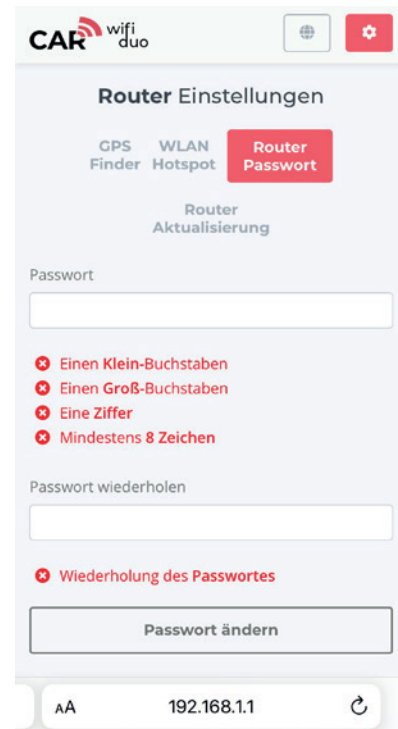 CAR wifi
duo
Router Einstellungen
GPS
Finder
WLAN
Hotspot
Router
Passwort
Router
Aktualisierung
Passwort
Einen Klein-Buchstaben
Einen Groß-Buchstaben
Eine Ziffer
Mindestens 8 Zeichen
Passwort wiederholen
Wiederholung des Passwortes
Passwort ändern
AA 192.168.1.1